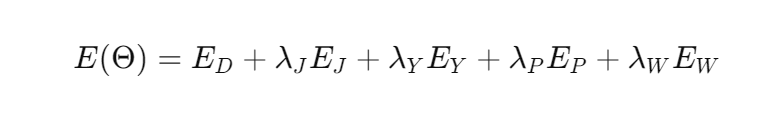 E(Θ) = E_D + λ_J E_J + λ_Y E_Y + λ_P E_P + λ_W E_W